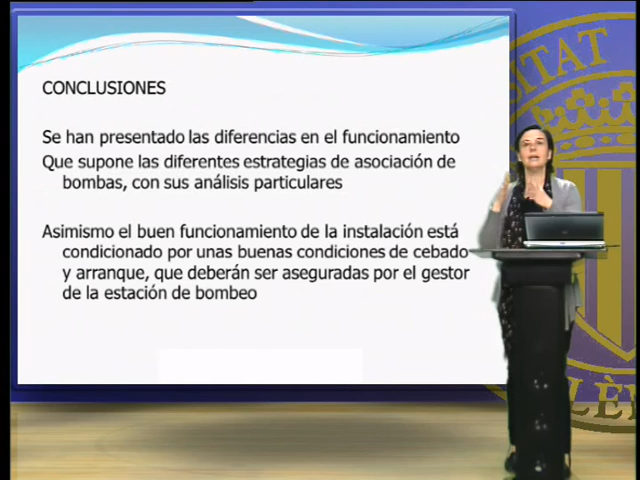 CONCLUSIONES
Se han presentado las diferencias en el funcionamiento
Que supone las diferentes estrategias de asociación de
bombas, con sus análisis particulares
Asimismo el buen funcionamiento de la instalación está
condicionado por unas buenas condiciones de cebado
y arranque, que deberán ser aseguradas por el gestor
de la estación de bombeo